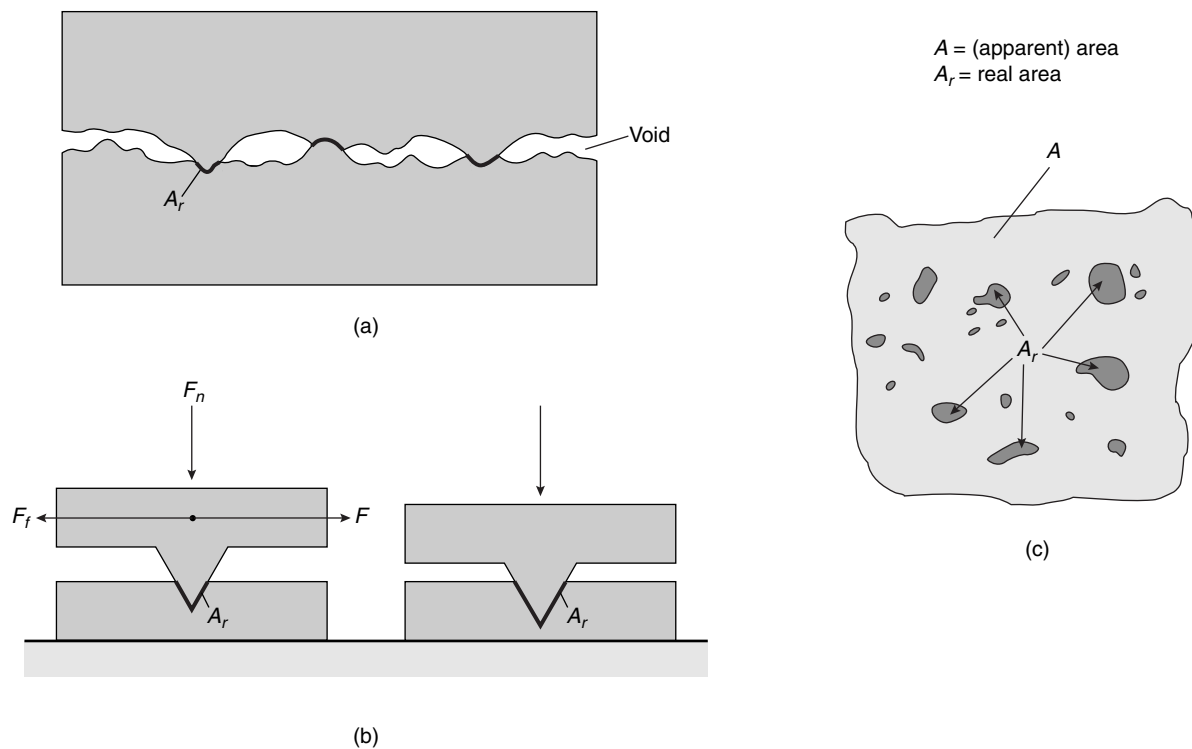 A = (apparent) area
A_r = real area
Void
A_r
(a)
A
A_r
(c)
F_n
F_f
F
A_r
A_r
(b)